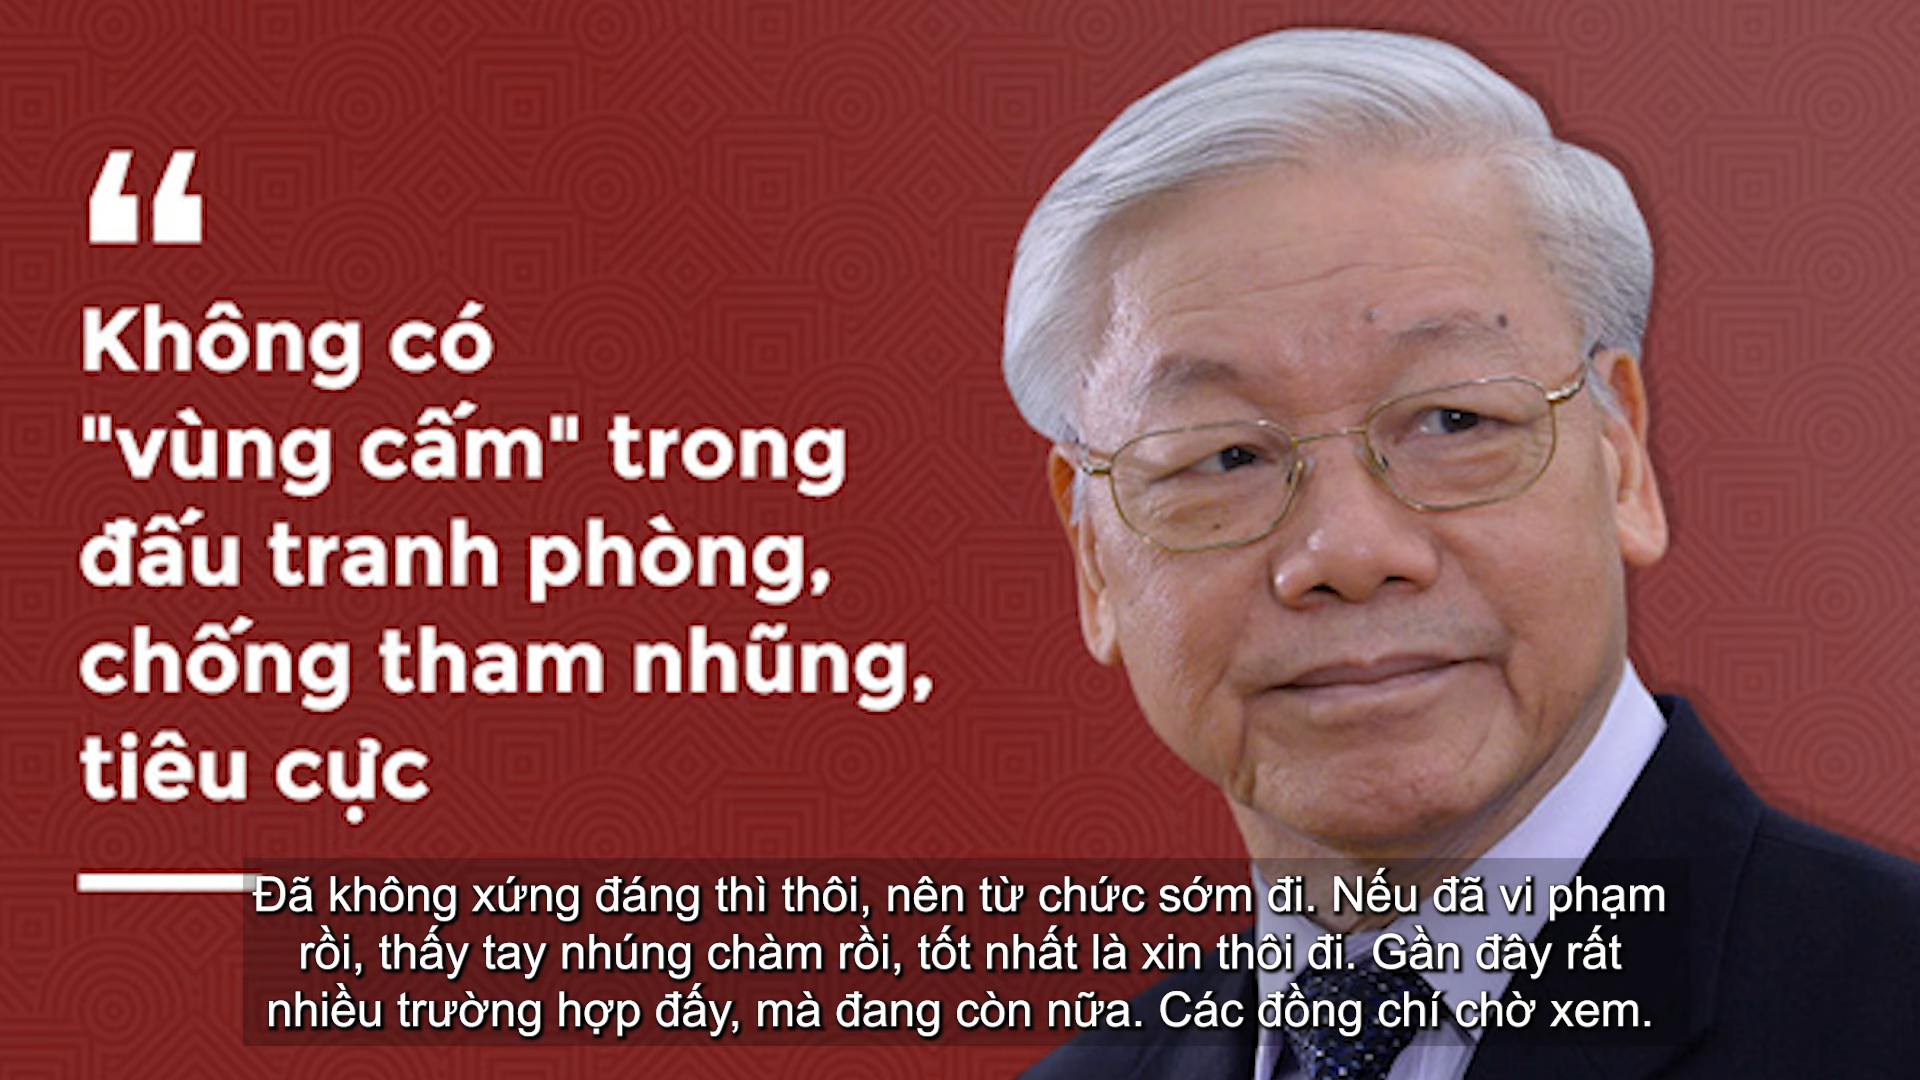 “
Không có
"vùng cấm" trong
đấu tranh phòng,
chống tham nhũng,
tiêu cực
Đã không xứng đáng thì thôi, nên từ chức sớm đi. Nếu đã vi phạm
rồi, thấy tay nhúng chàm rồi, tốt nhất là xin thôi đi. Gần đây rất
nhiều trường hợp đấy, mà đang còn nữa. Các đồng chí chờ xem.